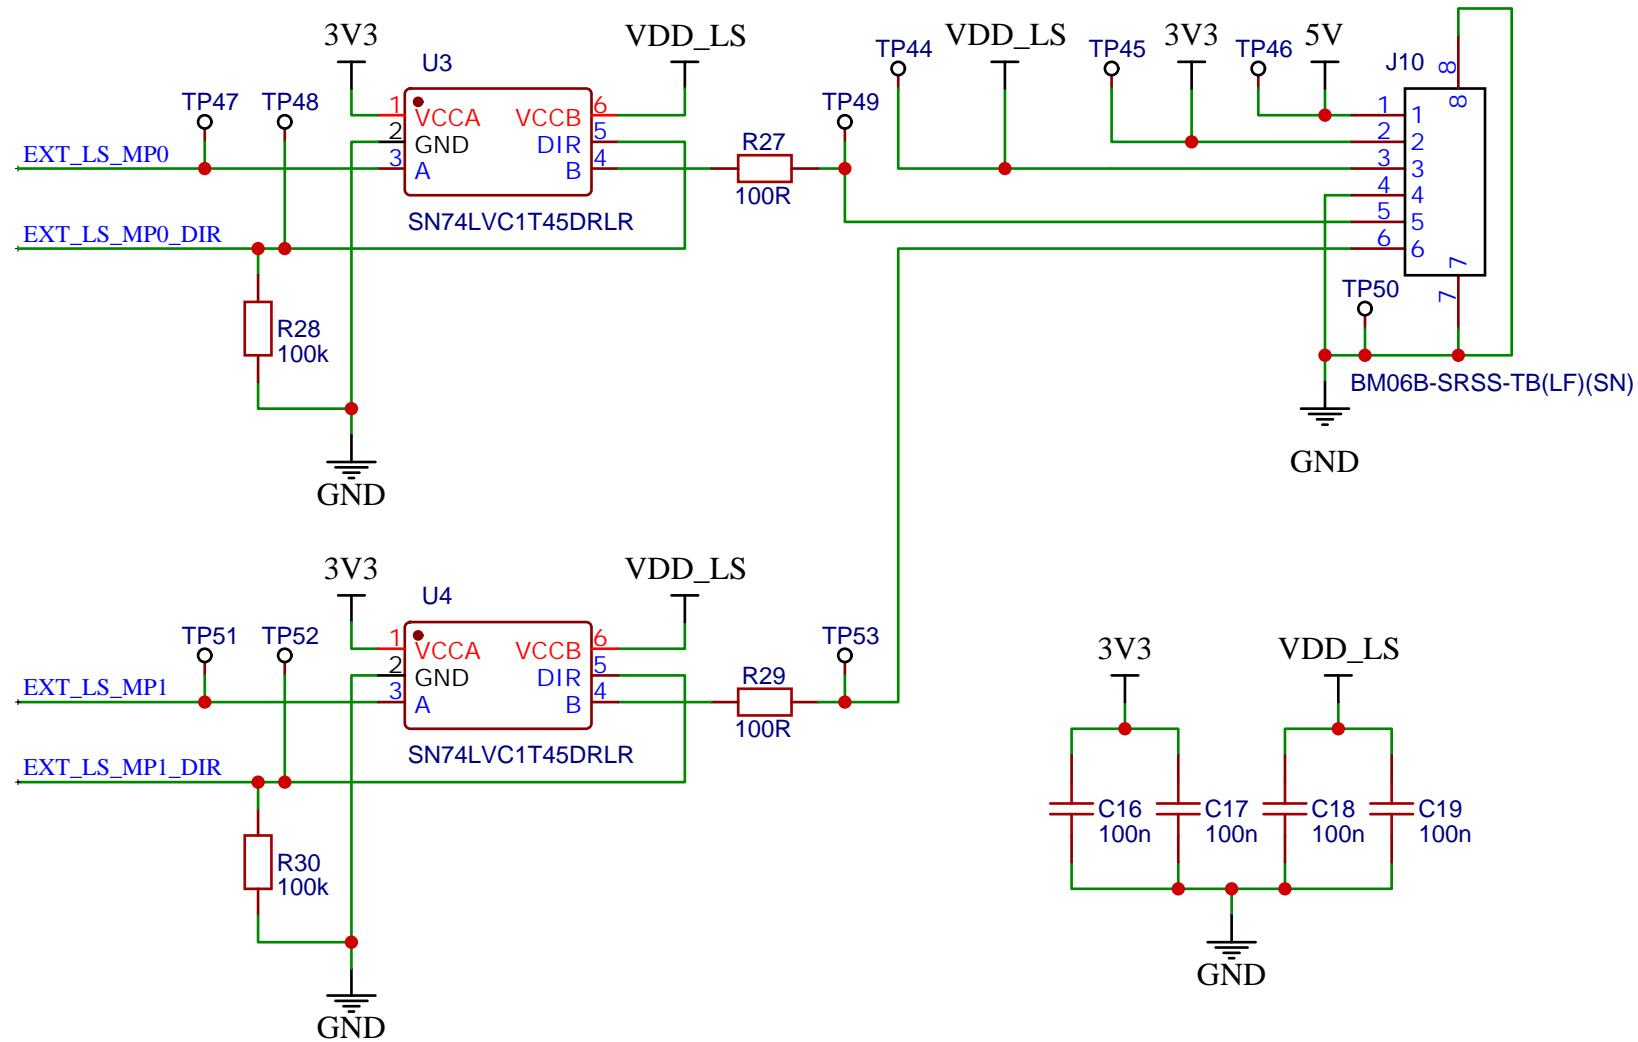 3V3
U3
VDD_LS
TP47
TP48
EXT_LS_MP0
EXT_LS_MP0_DIR
1
2
3
VCCA
GND
A
VCCB
DIR
B
6
5
4
SN74LVC1T45DRLR
R27
100R
TP49
R28
100k
GND
TP44
VDD_LS
TP45
3V3
TP46
5V
J10
8
8
1
1
2
2
3
3
4
4
5
5
6
6
7
7
TP50
BM06B-SRSS-TB(LF)(SN)
GND
3V3
U4
VDD_LS
TP51
TP52
EXT_LS_MP1
EXT_LS_MP1_DIR
1
2
3
VCCA
GND
A
VCCB
DIR
B
6
5
4
SN74LVC1T45DRLR
R29
100R
TP53
R30
100k
GND
3V3
VDD_LS
C16
100n
C17
100n
C18
100n
C19
100n
GND